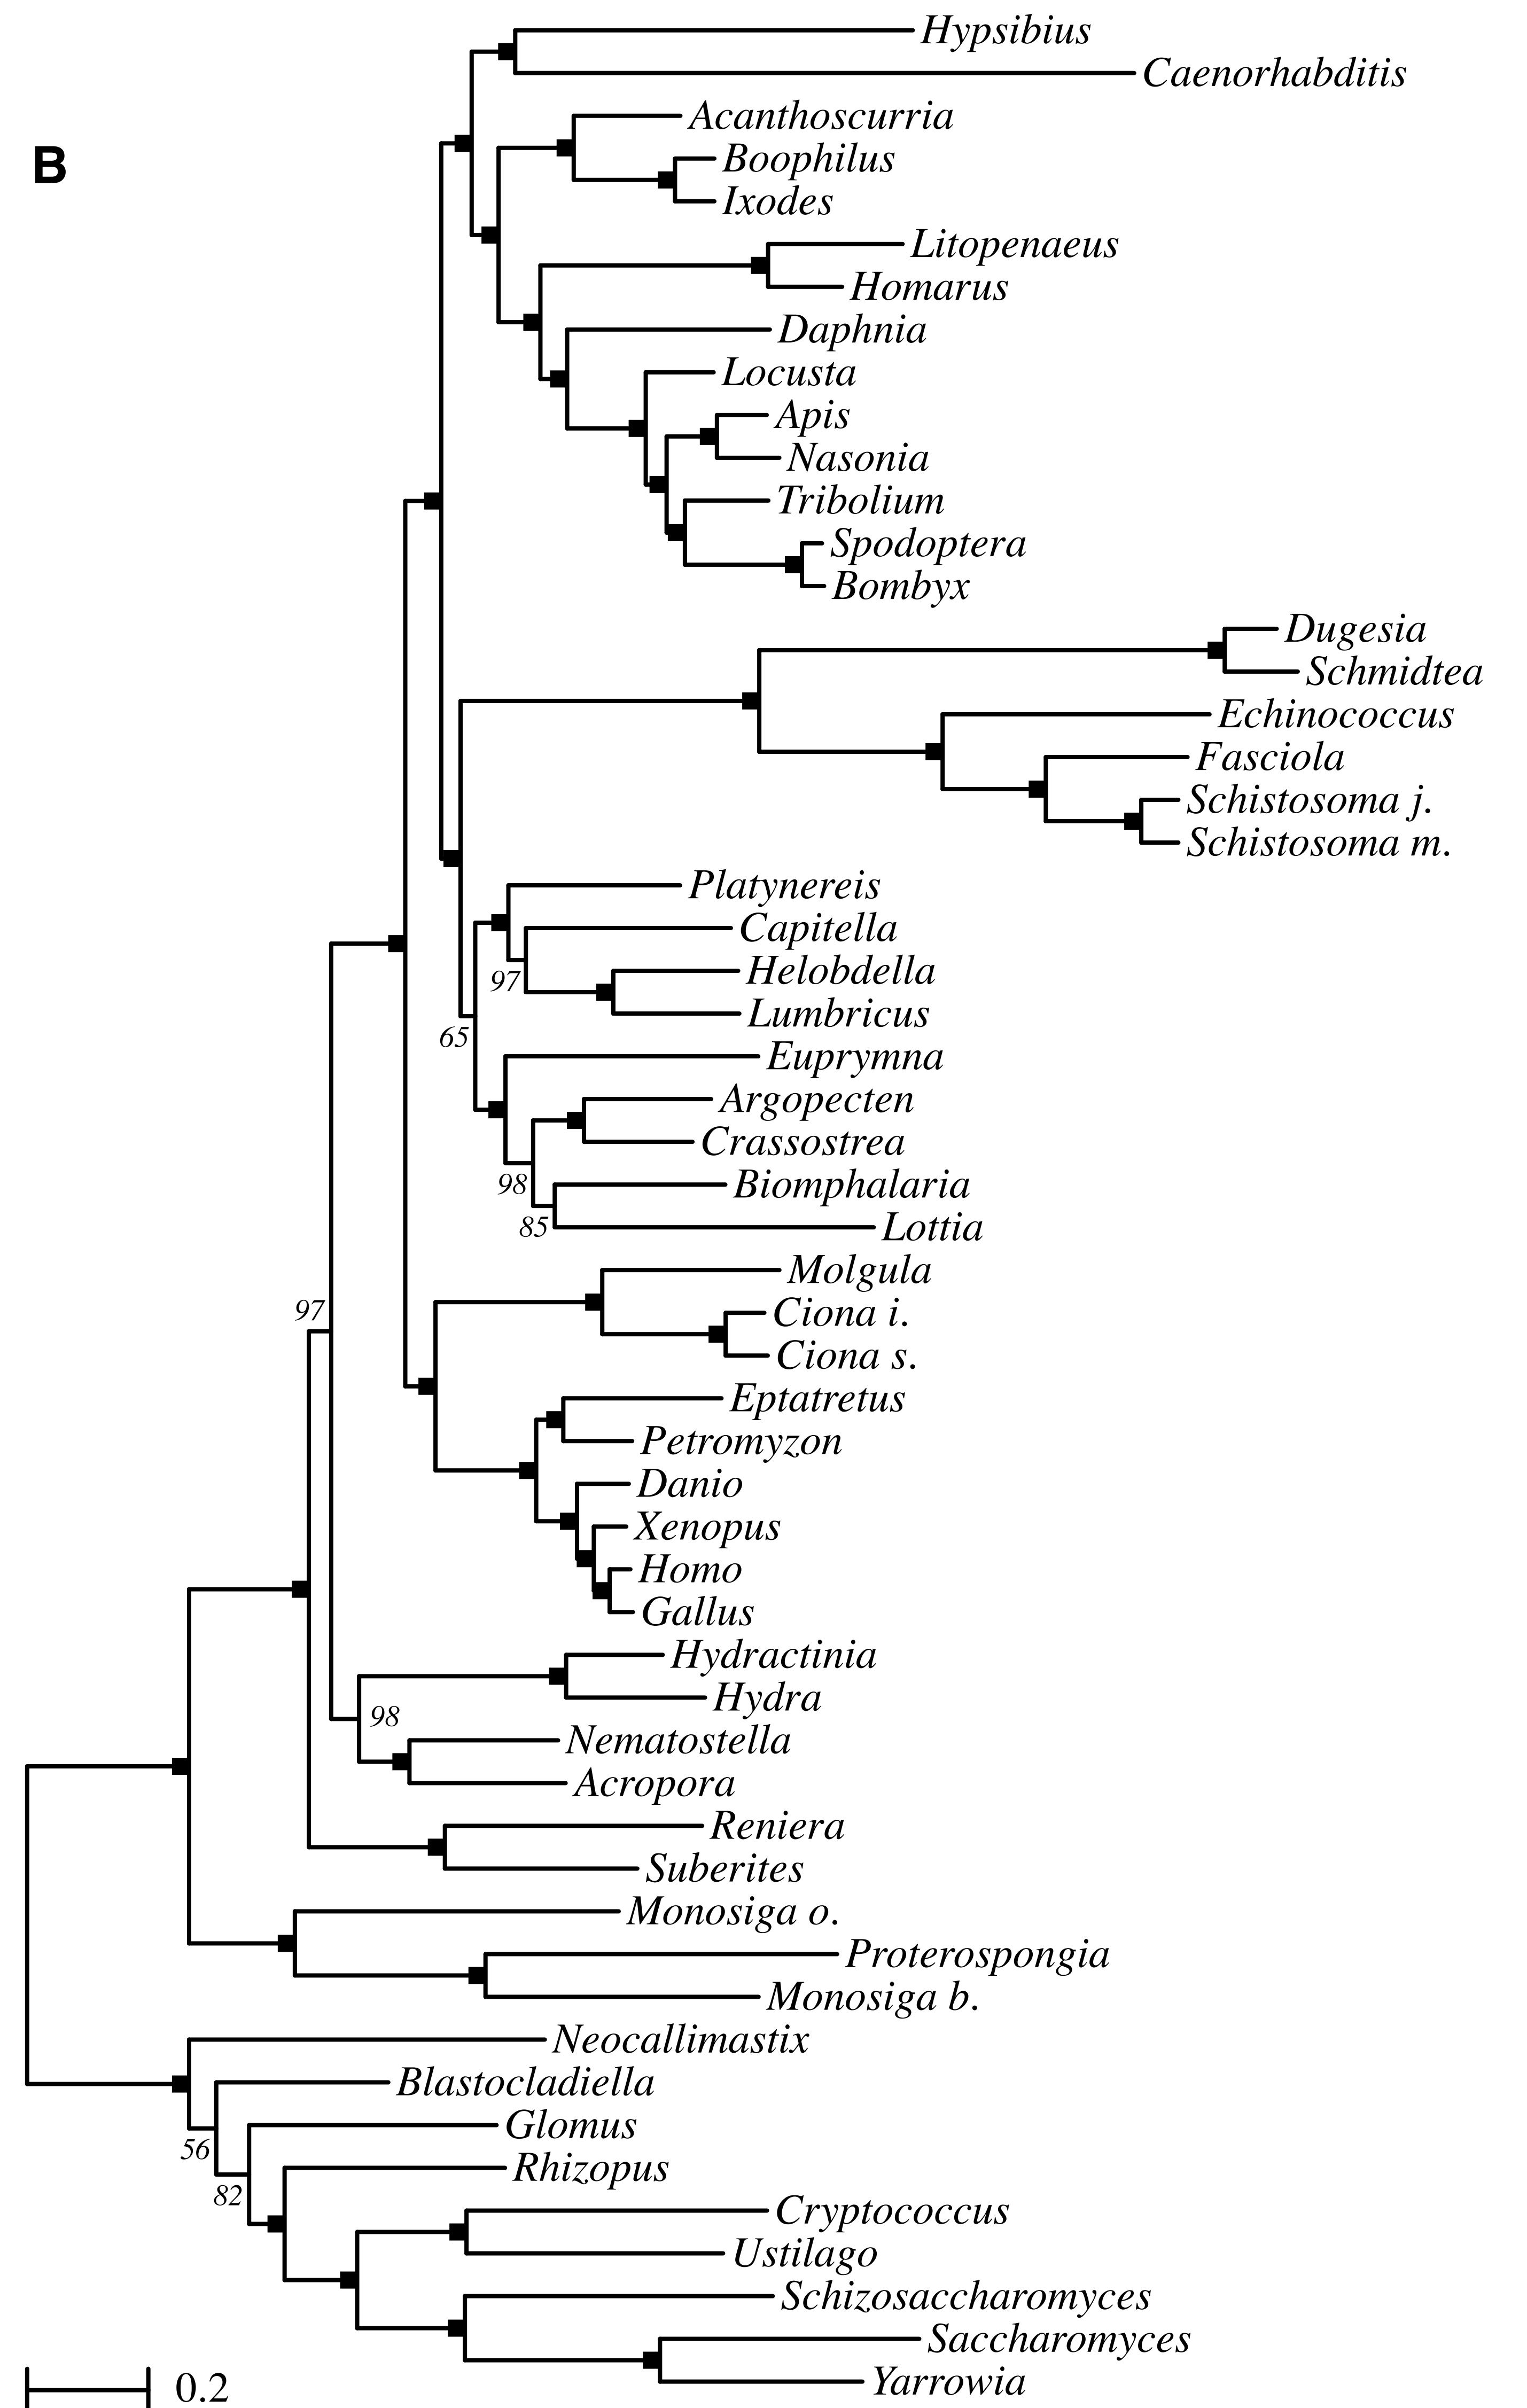 Hypsibius
Caenorhabditis
Acanthoscurria
B
Boophilus
Ixodes
Litopenaeus
Homarus
Daphnia
Locusta
Apis
Nasonia
Tribolium
Spodoptera
Bombyx
Dugesia
Schmidtea
Echinococcus
Fasciola
Schistosoma j.
Schistosoma m.
Platynereis
Capitella
Helobdella
97
Lumbricus
65
Euprymna
Argopecten
Crassostrea
98
Biomphalaria
85
Lottia
Molgula
97
Ciona i.
Ciona s.
Eptatretus
Petromyzon
Danio
Xenopus
Homo
Gallus
Hydractinia
Hydra
98
Nematostella
Acropora
Reniera
Suberites
Monosiga o.
Proterospongia
Monosiga b.
Neocallimastix
Blastocladiella
Glomus
56
Rhizopus
82
Cryptococcus
Ustilago
Schizosaccharomyces
Saccharomyces
Yarrowia
0.2